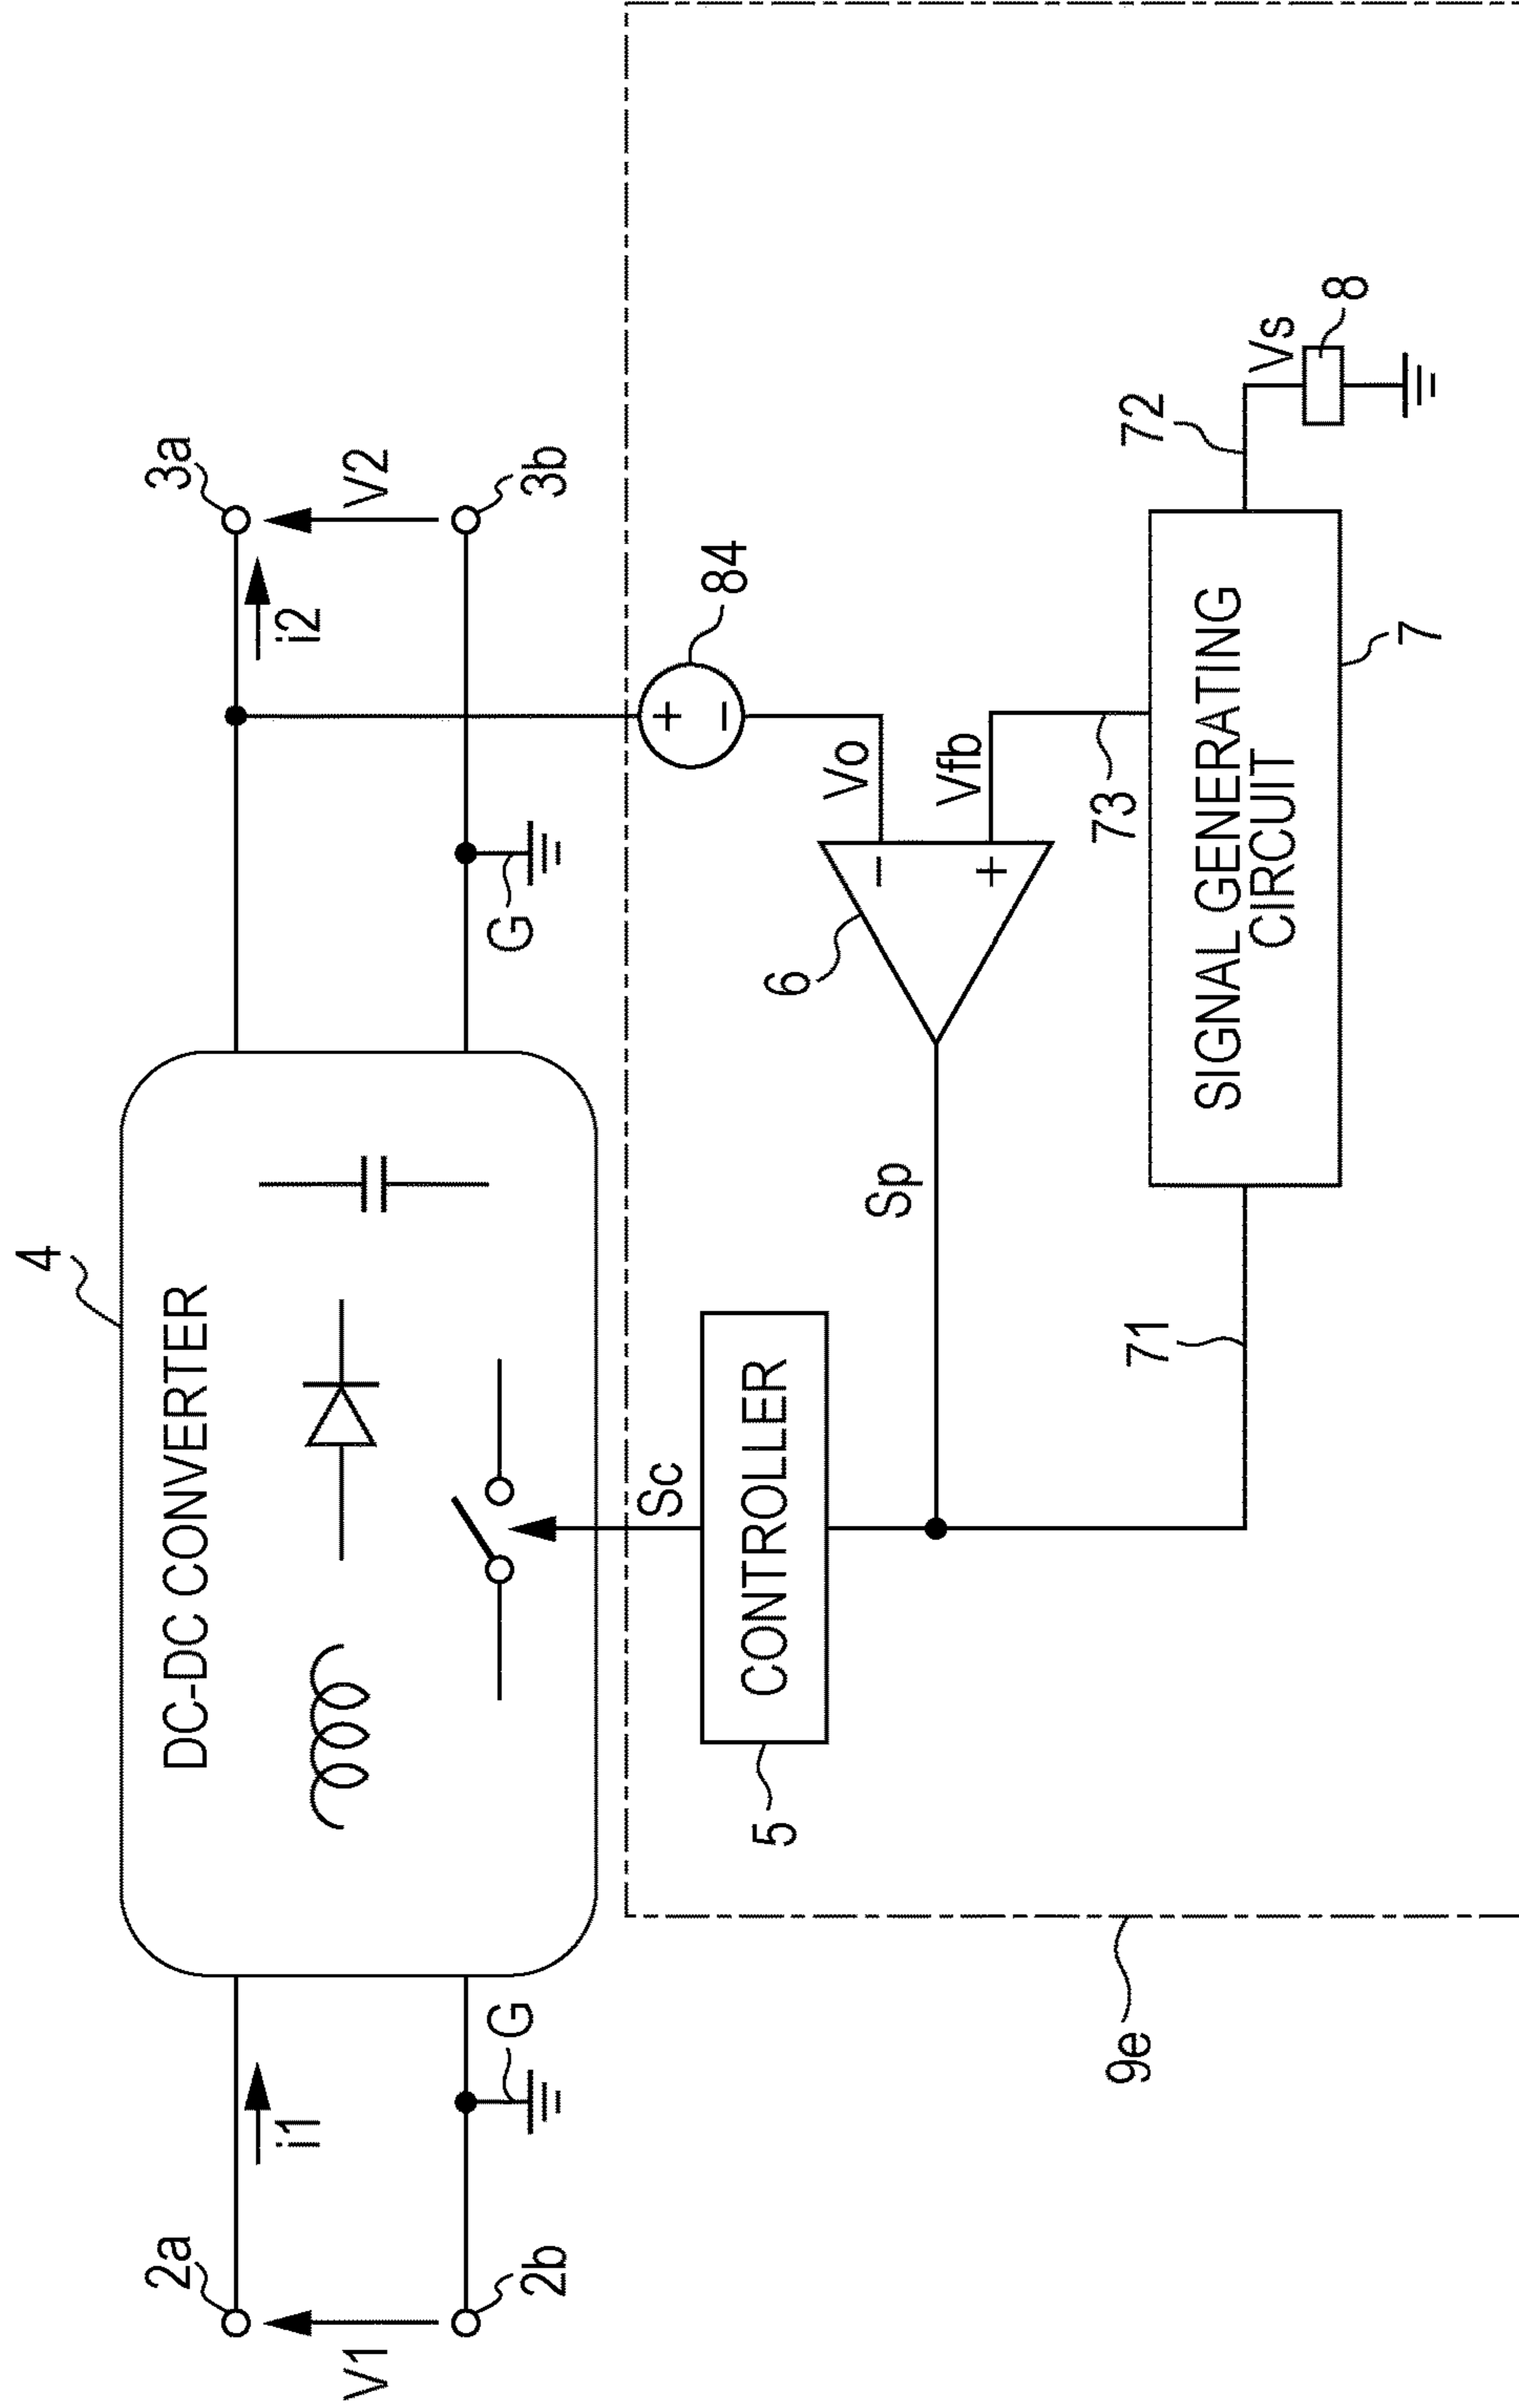 4
DC-DC CONVERTER
2a
i1
V1
2b
G
3a
i2
V2
3b
G
Sc
84
+
−
5
CONTROLLER
Sp
6
−
+
Vo
Vfb
9e
71
73
72
SIGNAL GENERATING
CIRCUIT
7
Vs
8